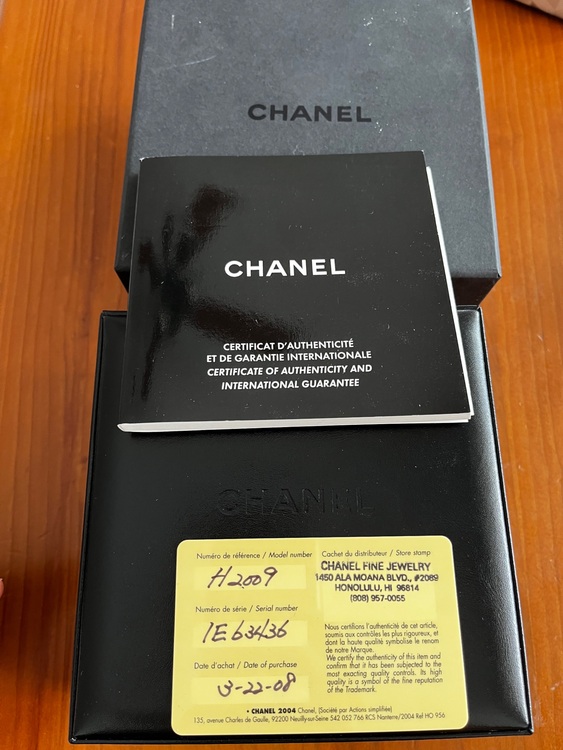 CHANEL
CHANEL
CERTIFICAT D'AUTHENTICITÉ
ET DE GARANTIE INTERNATIONALE
CERTIFICATE OF AUTHENTICITY AND
INTERNATIONAL GUARANTEE
CHANEL
Numéro de référence / Model number
H2009
Numéro de série / Serial number
1E63436
Date d'achat / Date of purchase
3-22-08
Cachet du distributeur / Store stamp
CHANEL FINE JEWELRY
1450 ALA MOANA BLVD., #2089
HONOLULU, HI 96814
(808) 957-0055
Nous certifions l'authenticité de cet article,
soumis aux contrôles les plus rigoureux, et
dont la haute qualité symbolise le renom
de notre Marque.
We certify the authenticity of this item and
confirm that it has been subjected to the
most exacting quality controls. Its high
quality is a symbol of the fine reputation
of the Trademark.
• CHANEL 2004 Chanel, (Société par Actions simplifiée)
135, avenue Charles de Gaulle, 92200 Neuilly-sur-Seine 542 052 766 RCS Nanterre/2004 Ref HO 956